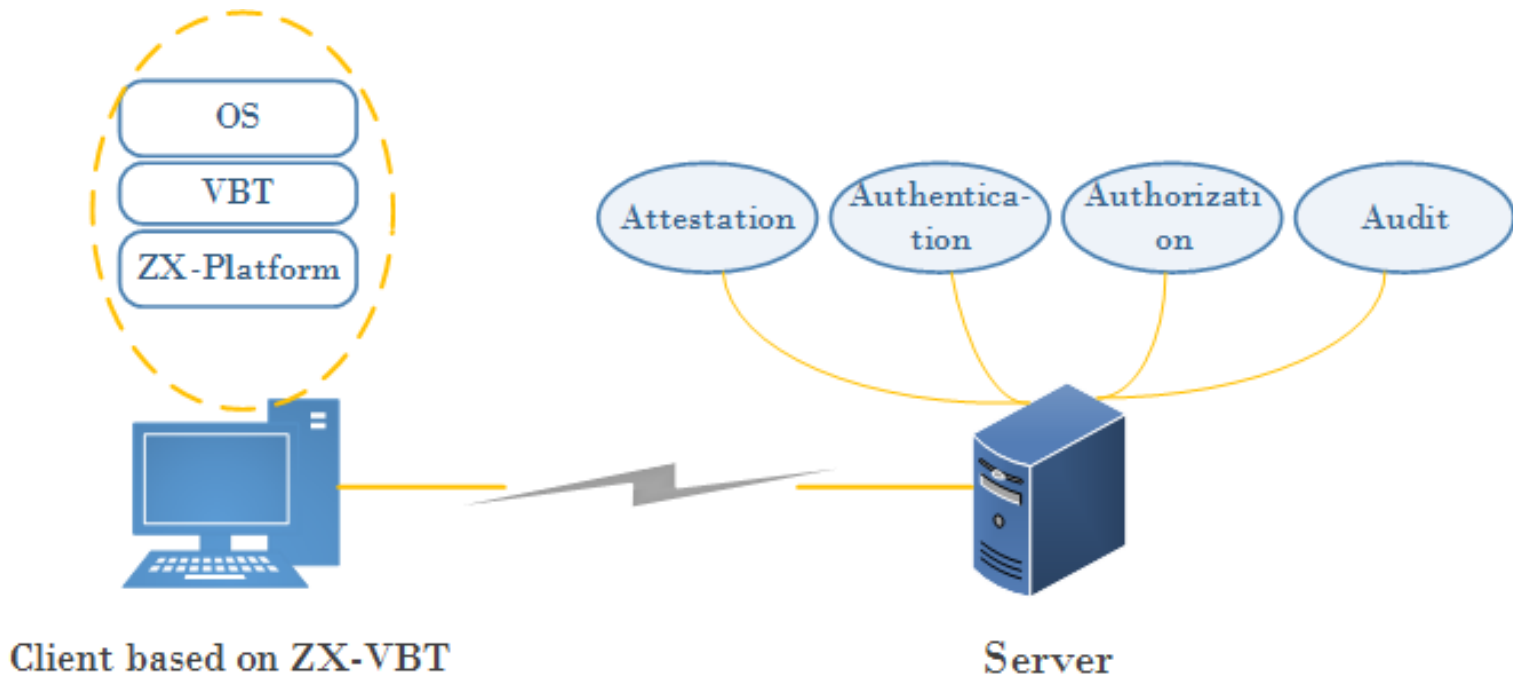 OS
VBT
ZX-Platform
Attestation
Authentica-
tion
Authorizati
on
Audit
Client based on ZX-VBT
Server